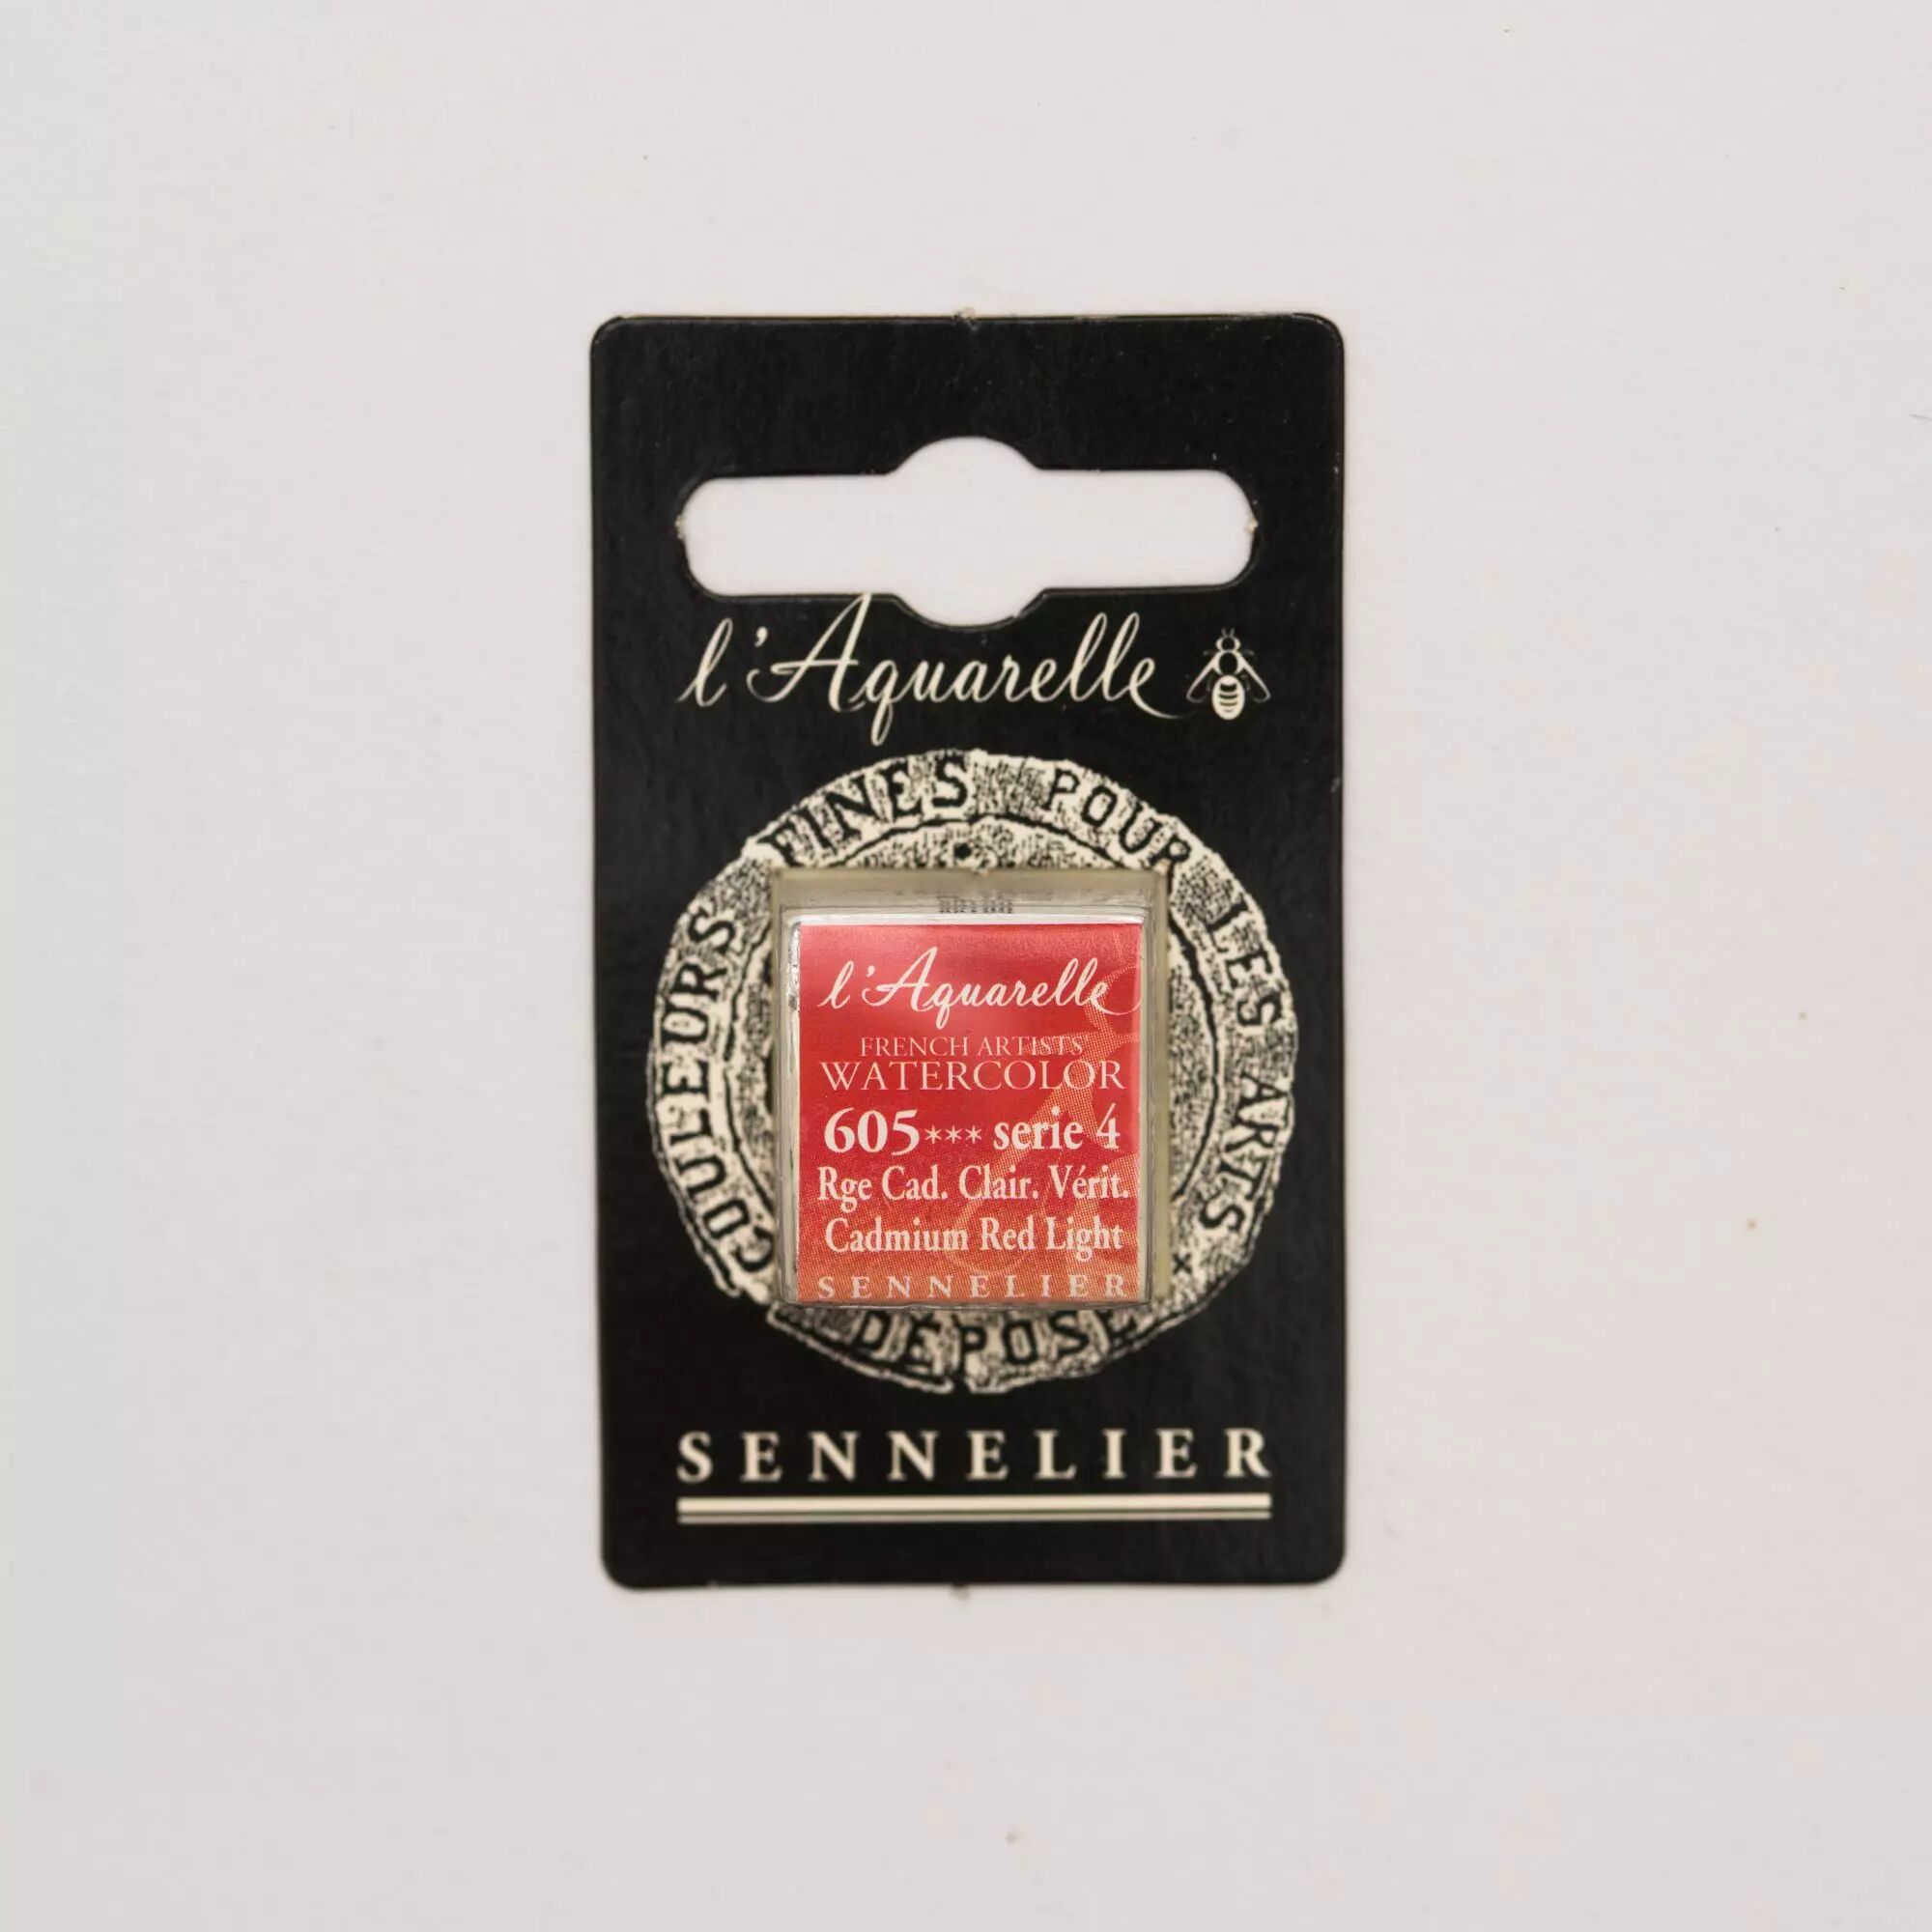 l'Aquarelle
COULEURS FINES POUR LES ARTS
l'Aquarelle
FRENCH ARTISTS'
WATERCOLOR
605*** serie 4
Rge Cad. Clair. Vérit.
Cadmium Red Light
SENNELIER
DÉPOSÉ
SENNELIER